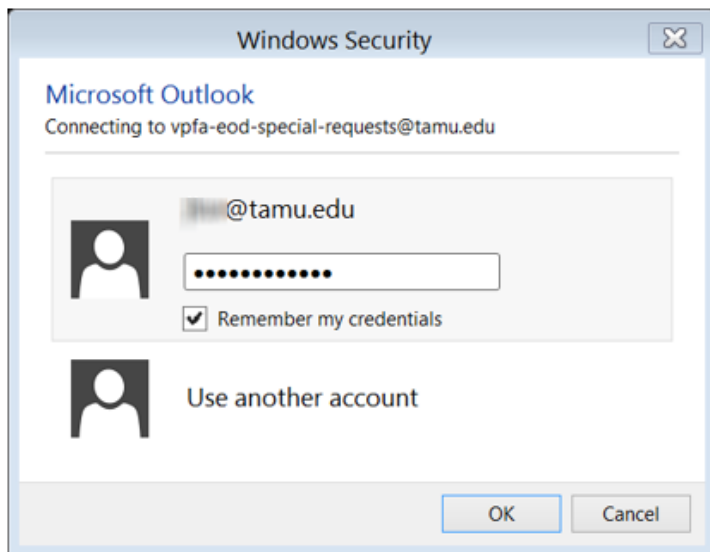 Windows Security
Microsoft Outlook
Connecting to vpfa-eod-special-requests@tamu.edu
@tamu.edu
••••••••••••
Remember my credentials
Use another account
OK
Cancel